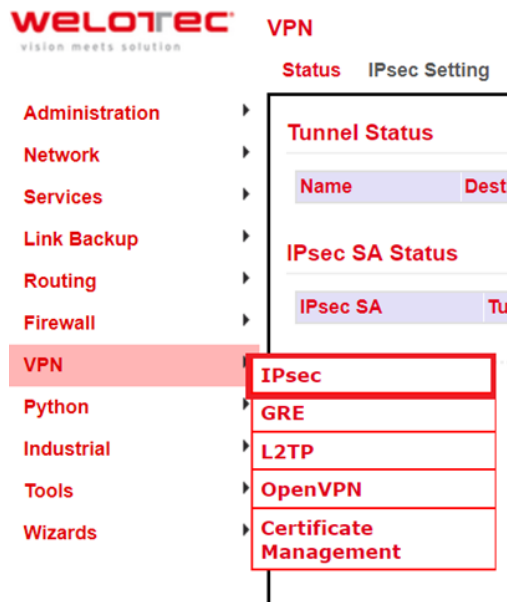 welotec
vision meets solution
VPN
Status IPsec Setting
Administration
Network
Services
Link Backup
Routing
Firewall
VPN
Python
Industrial
Tools
Wizards
Tunnel Status
Name Dest
IPsec SA Status
IPsec SA Tu
IPsec
GRE
L2TP
OpenVPN
Certificate
Management